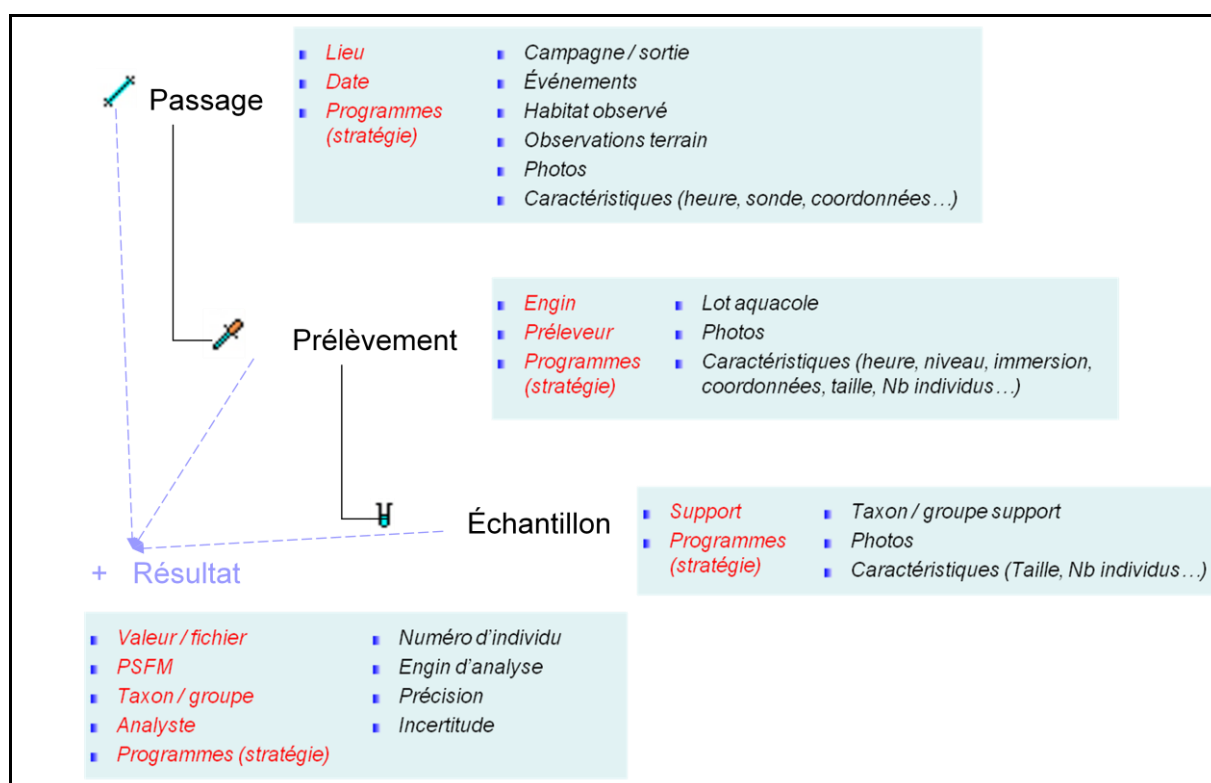 Passage
Lieu
Date
Programmes
(stratégie)
Campagne / sortie
Événements
Habitat observé
Observations terrain
Photos
Caractéristiques (heure, sonde, coordonnées…)
Prélèvement
Engin
Préleveur
Programmes
(stratégie)
Lot aquacole
Photos
Caractéristiques (heure, niveau, immersion,
coordonnées, taille, Nb individus…)
Échantillon
Support
Programmes
(stratégie)
Taxon / groupe support
Photos
Caractéristiques (Taille, Nb individus…)
+ Résultat
Valeur / fichier
PSFM
Taxon / groupe
Analyste
Programmes (stratégie)
Numéro d'individu
Engin d'analyse
Précision
Incertitude